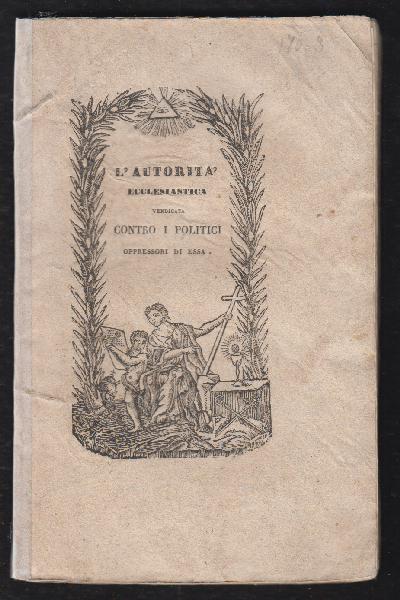 L'AUTORITA'
ECCLESIASTICA
VENDICATA
CONTRO I POLITICI
OPPRESSORI DI ESSA.